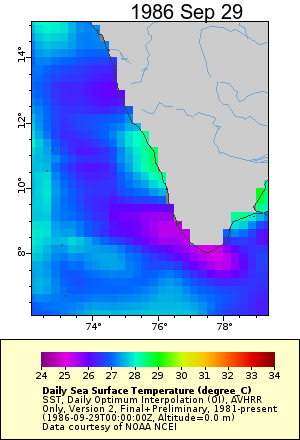 1986 Sep 29
14°
12°
10°
8°
74° 76° 78°
24 25 26 27 28 29 30 31 32 33 34
Daily Sea Surface Temperature (degree_C)
SST, Daily Optimum Interpolation (OI), AVHRR
Only, Version 2, Final+Preliminary, 1981-present
(1986-09-29T00:00:00Z, Altitude=0.0 m)
Data courtesy of NOAA NCEI